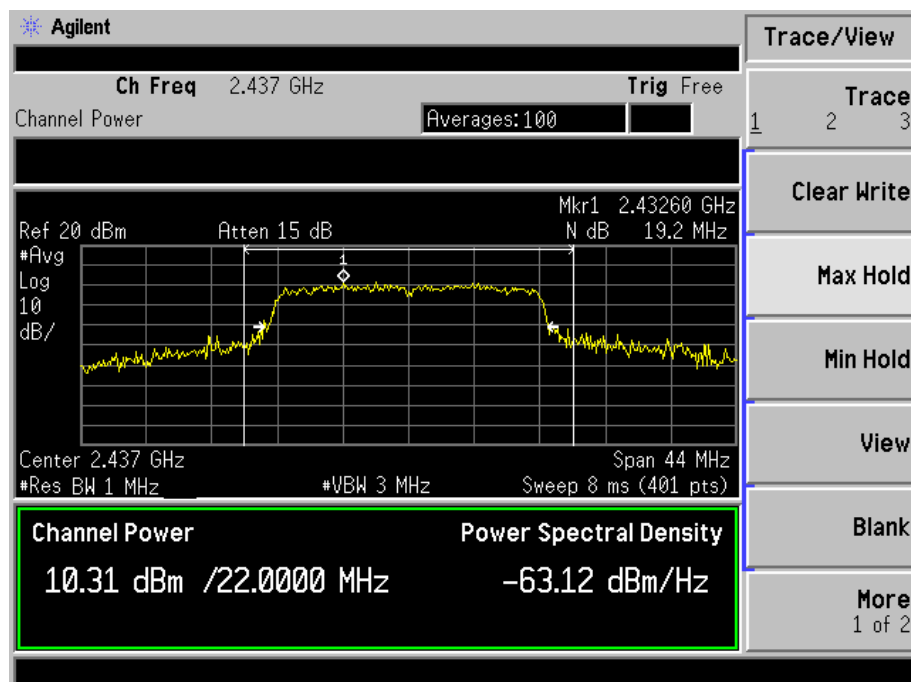 Agilent
Trace/View
Ch Freq 2.437 GHz Trig Free
Channel Power Averages:100
Trace
1 2 3
Clear Write
Max Hold
Min Hold
View
Blank
More
1 of 2
Mkr1 2.43260 GHz
Ref 20 dBm Atten 15 dB N dB 19.2 MHz
#Avg
Log
10
dB/
1
Center 2.437 GHz Span 44 MHz
#Res BW 1 MHz #VBW 3 MHz Sweep 8 ms (401 pts)
Channel Power Power Spectral Density
10.31 dBm /22.0000 MHz -63.12 dBm/Hz